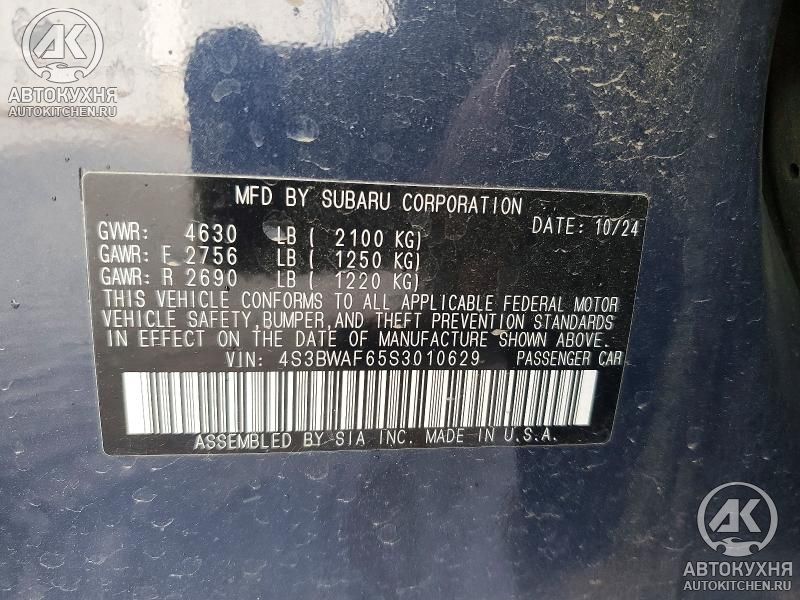 АК
АВТОКУХНЯ
AUTOKITCHEN.RU
MFD BY SUBARU CORPORATION
GVWR: 4630 LB ( 2100 KG)
DATE: 10/24
GAWR: F 2756 LB ( 1250 KG)
GAWR: R 2690 LB ( 1220 KG)
THIS VEHICLE CONFORMS TO ALL APPLICABLE FEDERAL MOTOR
VEHICLE SAFETY, BUMPER, AND THEFT PREVENTION STANDARDS
IN EFFECT ON THE DATE OF MANUFACTURE SHOWN ABOVE.
VIN: 4S3BWAF65S3010629 PASSENGER CAR
ASSEMBLED BY SIA INC. MADE IN U.S.A.
АК
АВТОКУХНЯ
AUTOKITCHEN.RU